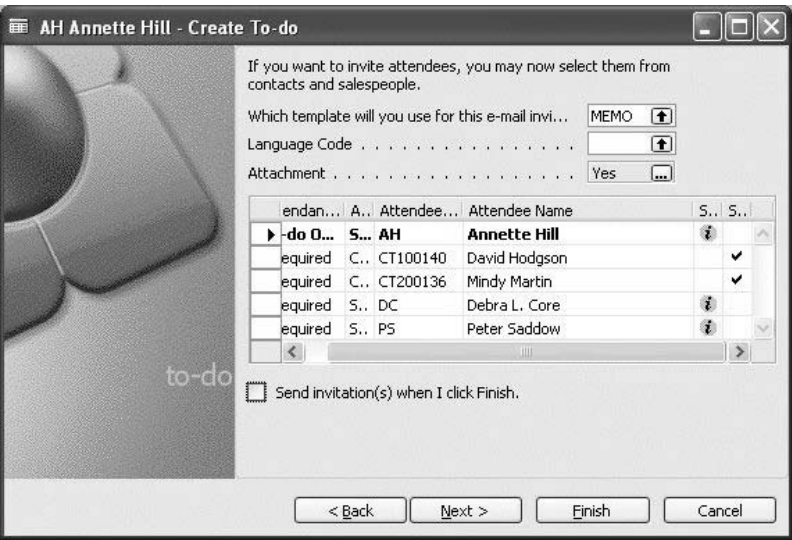 AH Annette Hill - Create To-do
If you want to invite attendees, you may now select them from
contacts and salespeople.
Which template will you use for this e-mail invi... MEMO
Language Code . . . . . . . . . . . . . . . . . .
Attachment . . . . . . . . . . . . . . . . . . . . Yes ...
endan... A.. Attendee... Attendee Name S.. S..
-do O... S... AH Annette Hill i
equired C.. CT100140 David Hodgson ✔
equired C.. CT200136 Mindy Martin ✔
equired S.. DC Debra L. Core i
equired S.. PS Peter Saddow i
to-do
Send invitation(s) when I click Finish.
< Back Next > Finish Cancel